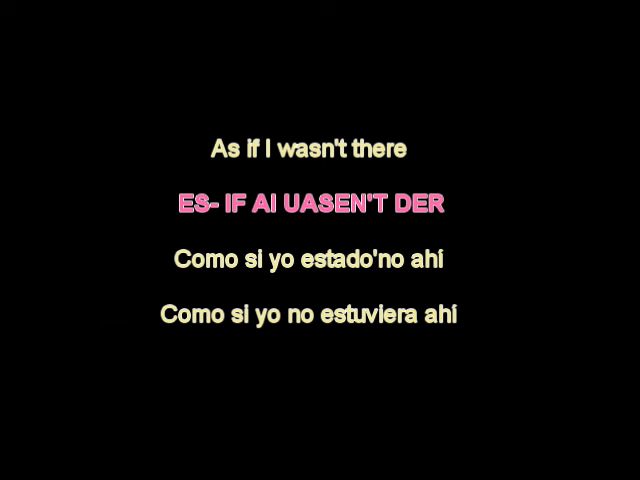 As if I wasn't there
ES- IF AI UASEN'T DER
Como si yo estado'no ahí
Como si yo no estuviera ahí